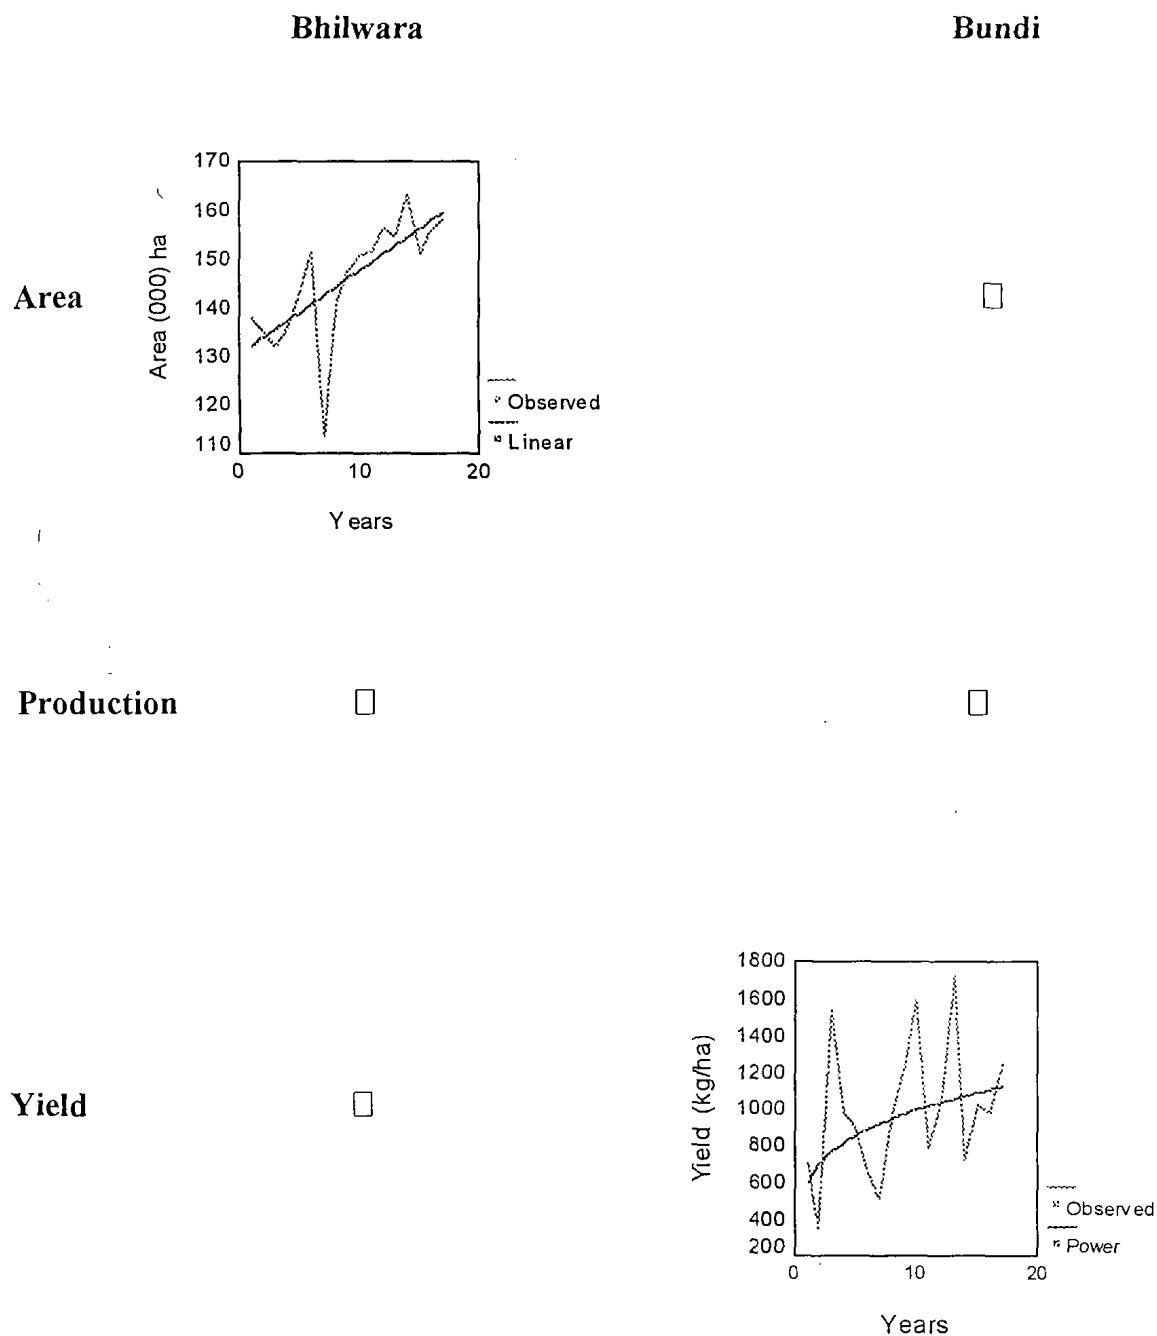 Bhilwara
Bundi
170
160
150
140
130
120
110
Area (000) ha
0
10
20
Years
Observed
Linear
Area
Production
Yield
1800
1600
1400
1200
1000
800
600
400
200
Yield (kg/ha)
0
10
20
Years
Observed
Power